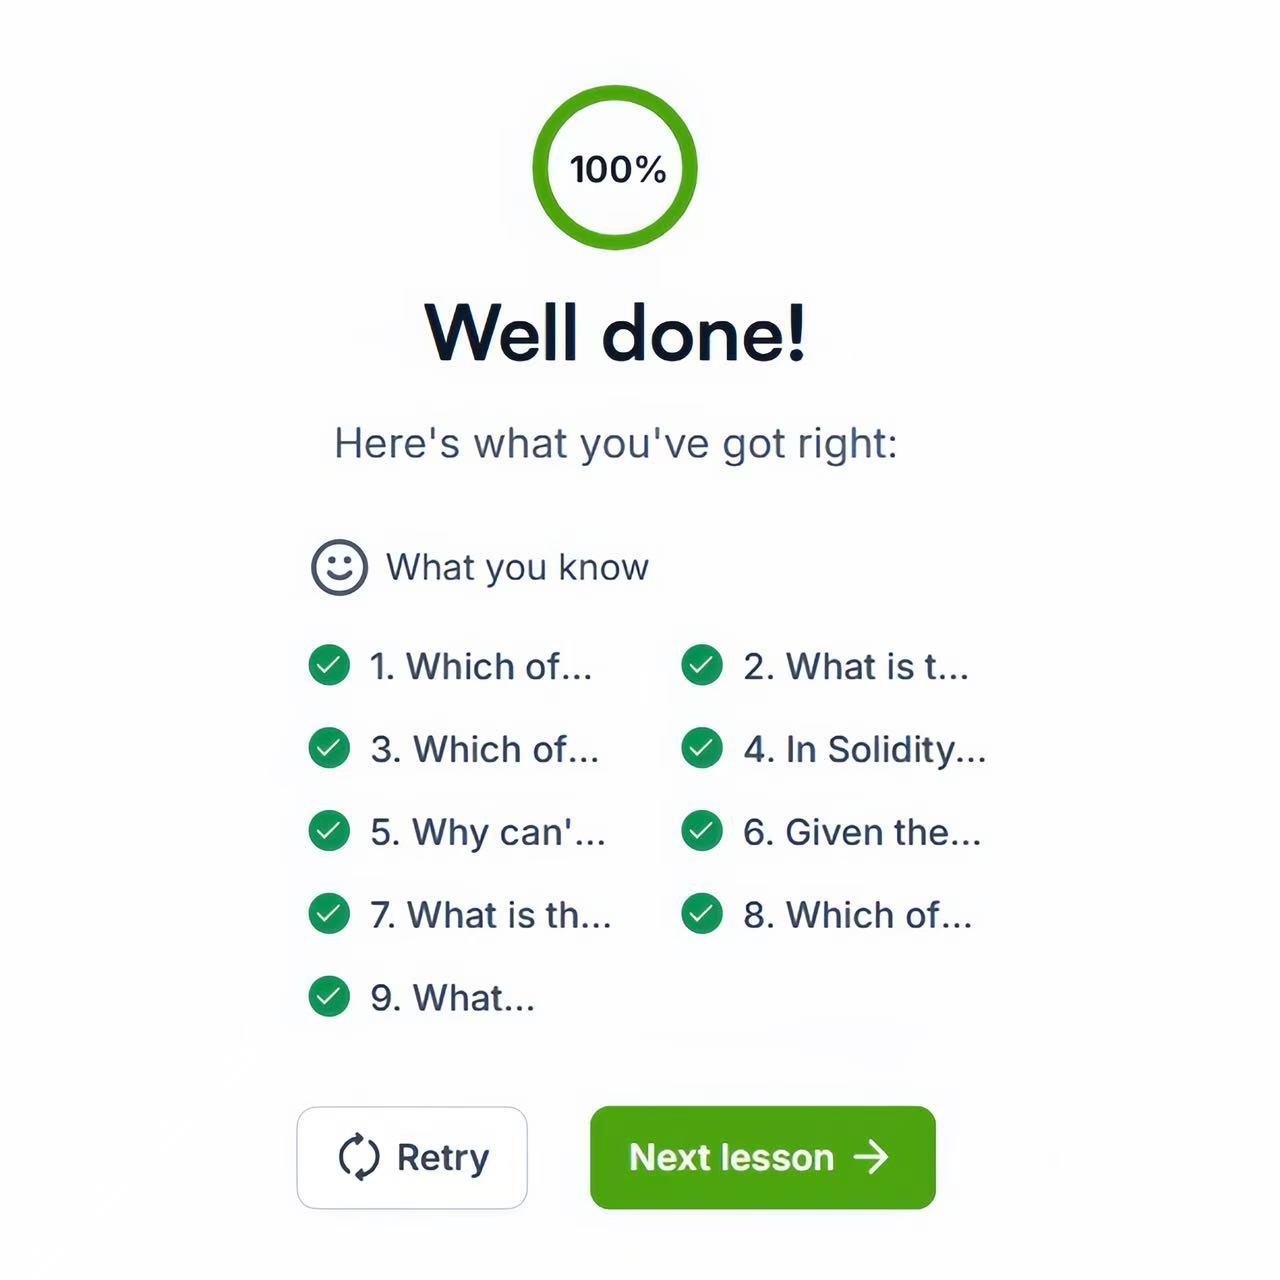 100%
Well done!
Here's what you've got right:
What you know
1. Which of...
2. What is t...
3. Which of...
4. In Solidity...
5. Why can'...
6. Given the...
7. What is th...
8. Which of...
9. What...
Retry
Next lesson